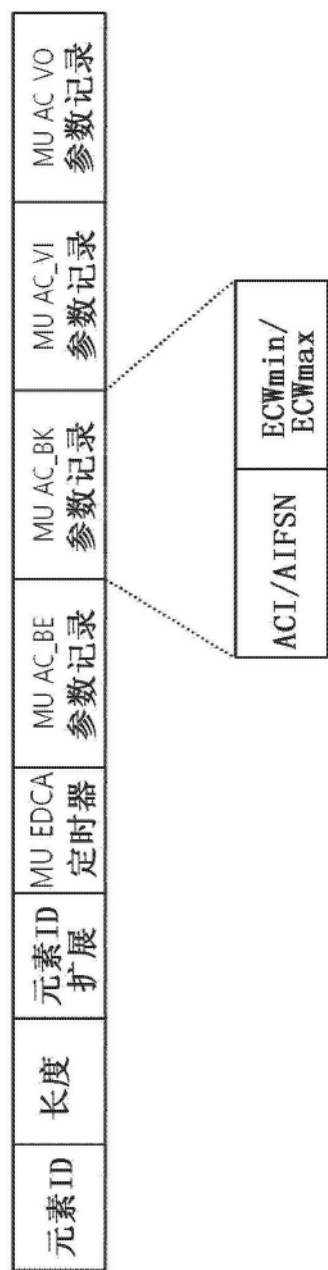 元素ID
长度
元素ID
扩展
MU EDCA
定时器
MU AC_BE
参数记录
MU AC_BK
参数记录
MU AC_VI
参数记录
MU AC VO
参数记录
ACI/AIFSN
ECWmin/
ECWmax